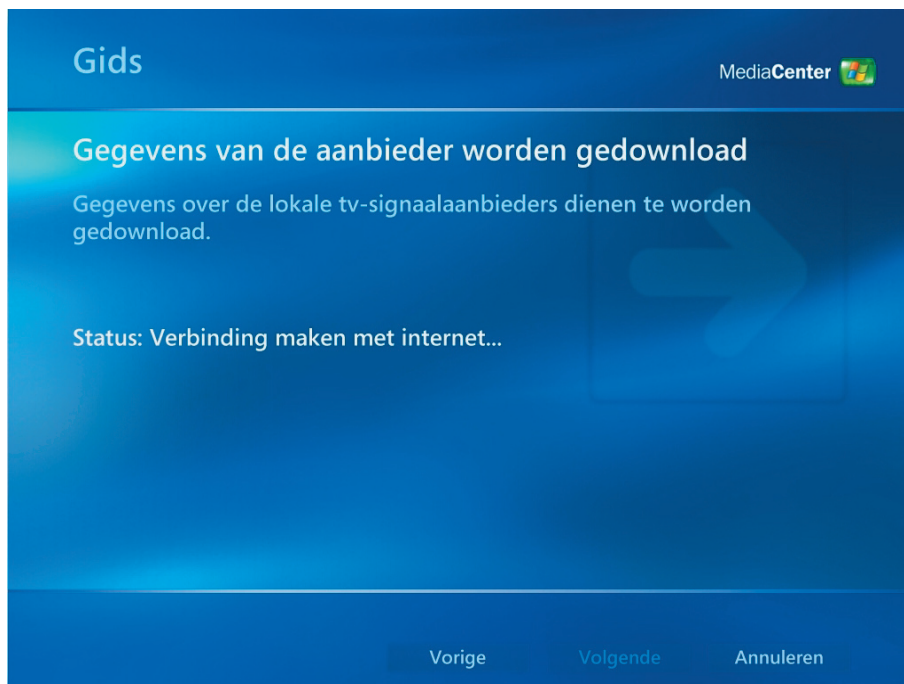 Gids
MediaCenter
Gegevens van de aanbieder worden gedownload
Gegevens over de lokale tv-signaalaanbieders dienen te worden
gedownload.
Status: Verbinding maken met internet...
Vorige
Volgende
Annuleren